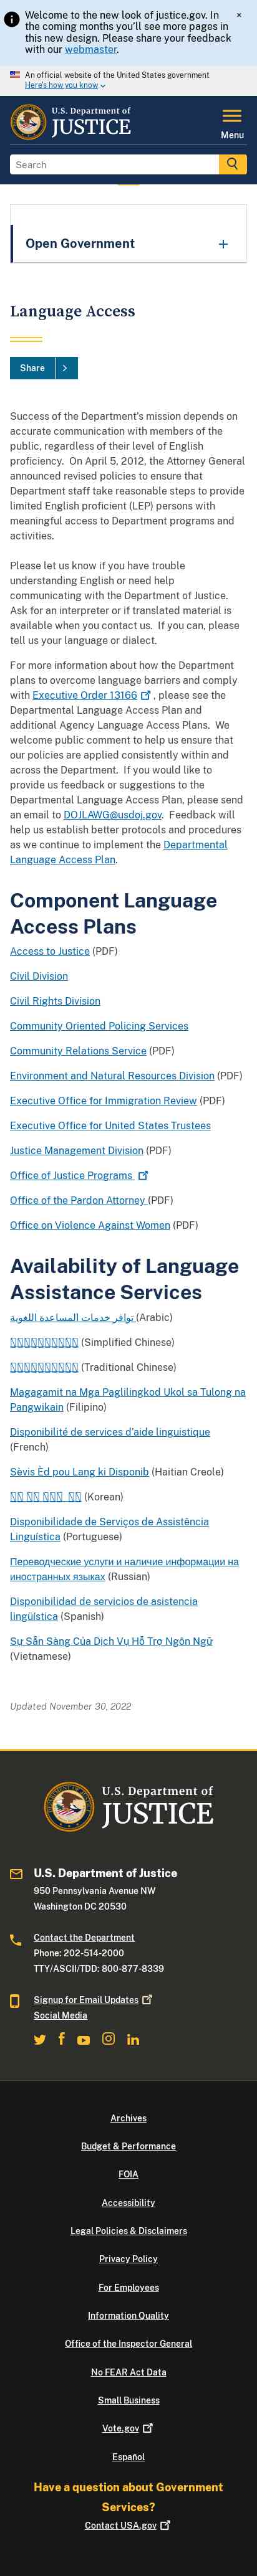 Welcome to the new look of justice.gov. In
the coming months you'll see more pages in
this new design. Please share your feedback
with our webmaster.
×
An official website of the United States government
Here's how you know
U.S. Department of
JUSTICE
Menu
Search
Open Government
Language Access
Share
Success of the Department's mission depends on
accurate communication with members of the
public, regardless of their level of English
proficiency. On April 5, 2012, the Attorney General
announced revised policies to ensure that
Department staff take reasonable steps to provide
limited English proficient (LEP) persons with
meaningful access to Department programs and
activities.
Please let us know if you have trouble
understanding English or need help
communicating with the Department of Justice.
Ask for an interpreter or if translated material is
available when you contact us. If you can, please
tell us your language or dialect.
For more information about how the Department
plans to overcome language barriers and comply
with Executive Order 13166 , please see the
Departmental Language Access Plan and
additional Agency Language Access Plans. We
welcome public comment to help us ensure that
our policies are applied consistently within and
across all of our program areas. If you would
like to comment on the Department of Justice
Departmental Language Access Plan, please send
an email to DOJLAWG@usdoj.gov. Feedback will
help us establish better protocols and procedures
as we continue to implement the Departmental
Language Access Plan.
Component Language
Access Plans
Access to Justice (PDF)
Civil Division
Civil Rights Division
Community Oriented Policing Services
Community Relations Service (PDF)
Environment and Natural Resources Division (PDF)
Executive Office for Immigration Review (PDF)
Executive Office for United States Trustees
Justice Management Division (PDF)
Office of Justice Programs
Office of the Pardon Attorney (PDF)
Office on Violence Against Women (PDF)
Availability of Language
Assistance Services
توافر خدمات المساعدة اللغوية (Arabic)
(Simplified Chinese)
(Traditional Chinese)
Magagamit na Mga Paglilingkod Ukol sa Tulong na
Pangwikain (Filipino)
Disponibilité de services d'aide linguistique
(French)
Sèvis Èd pou Lang ki Disponib (Haitian Creole)
(Korean)
Disponibilidade de Serviços de Assistência
Linguística (Portuguese)
Переводческие услуги и наличие информации на
иностранных языках (Russian)
Disponibilidad de servicios de asistencia
lingüística (Spanish)
Sự Sẵn Sàng Của Dịch Vụ Hỗ Trợ Ngôn Ngữ
(Vietnamese)
Updated November 30, 2022
U.S. Department of
JUSTICE
U.S. Department of Justice
950 Pennsylvania Avenue NW
Washington DC 20530
Contact the Department
Phone: 202-514-2000
TTY/ASCII/TDD: 800-877-8339
Signup for Email Updates
Social Media
Archives
Budget & Performance
FOIA
Accessibility
Legal Policies & Disclaimers
Privacy Policy
For Employees
Information Quality
Office of the Inspector General
No FEAR Act Data
Small Business
Vote.gov
Español
Have a question about Government
Services?
Contact USA.gov